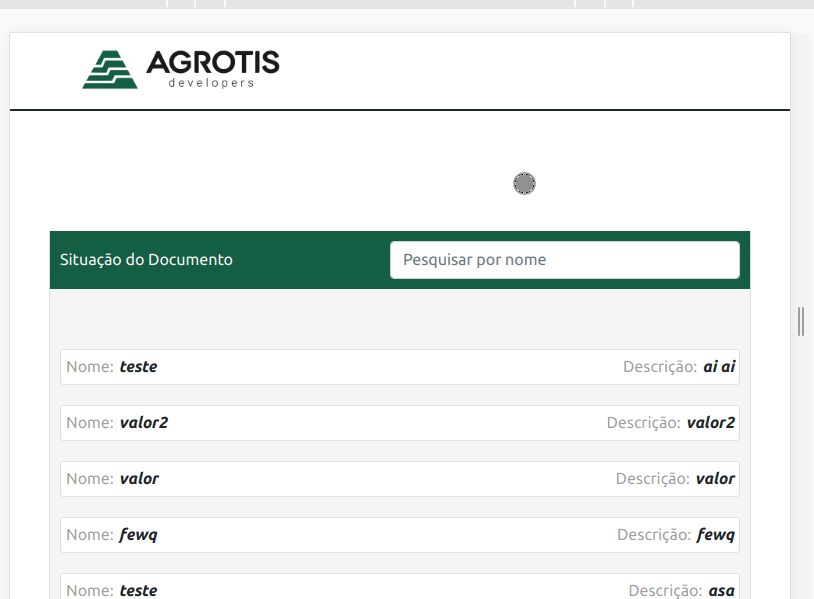 AGROTIS
developers
Situação do Documento Pesquisar por nome
Nome: teste Descrição: ai ai
Nome: valor2 Descrição: valor2
Nome: valor Descrição: valor
Nome: fewq Descrição: fewq
Nome: teste Descrição: asa